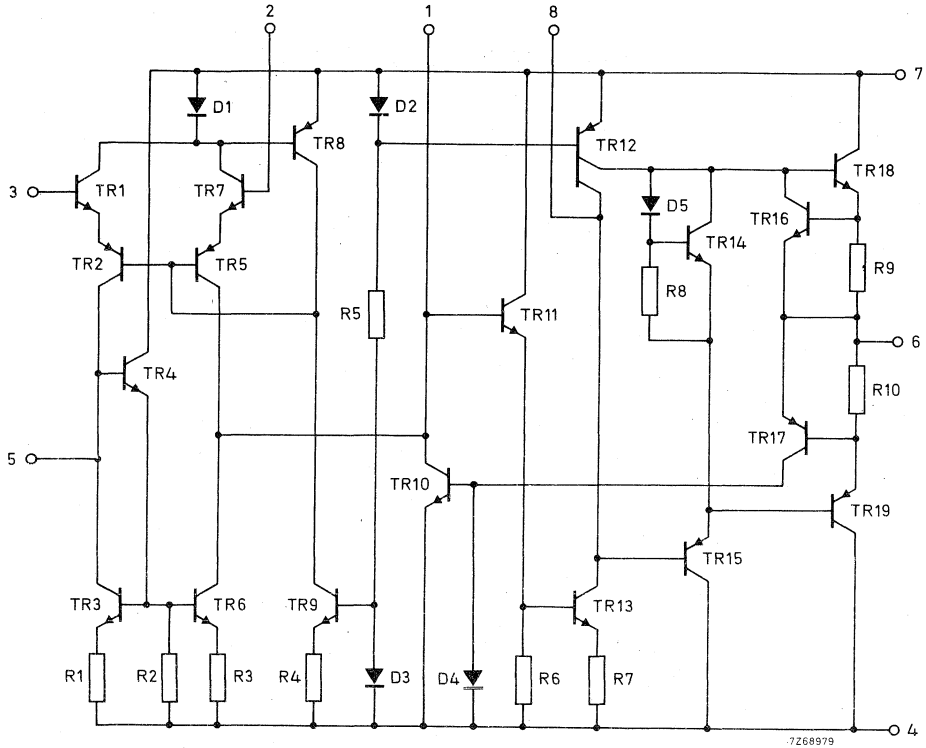 2 1 8
7
D1 D2
TR8 TR12
3 TR1 TR7 TR18
D5 TR16
TR14
TR2 TR5 R9
R8
R5 TR11
6
TR4 R10
TR17
5
TR10
TR19
TR15
TR3 TR6 TR9 TR13
R1 R2 R3 R4 D3 D4 R6 R7
4
7Z68979